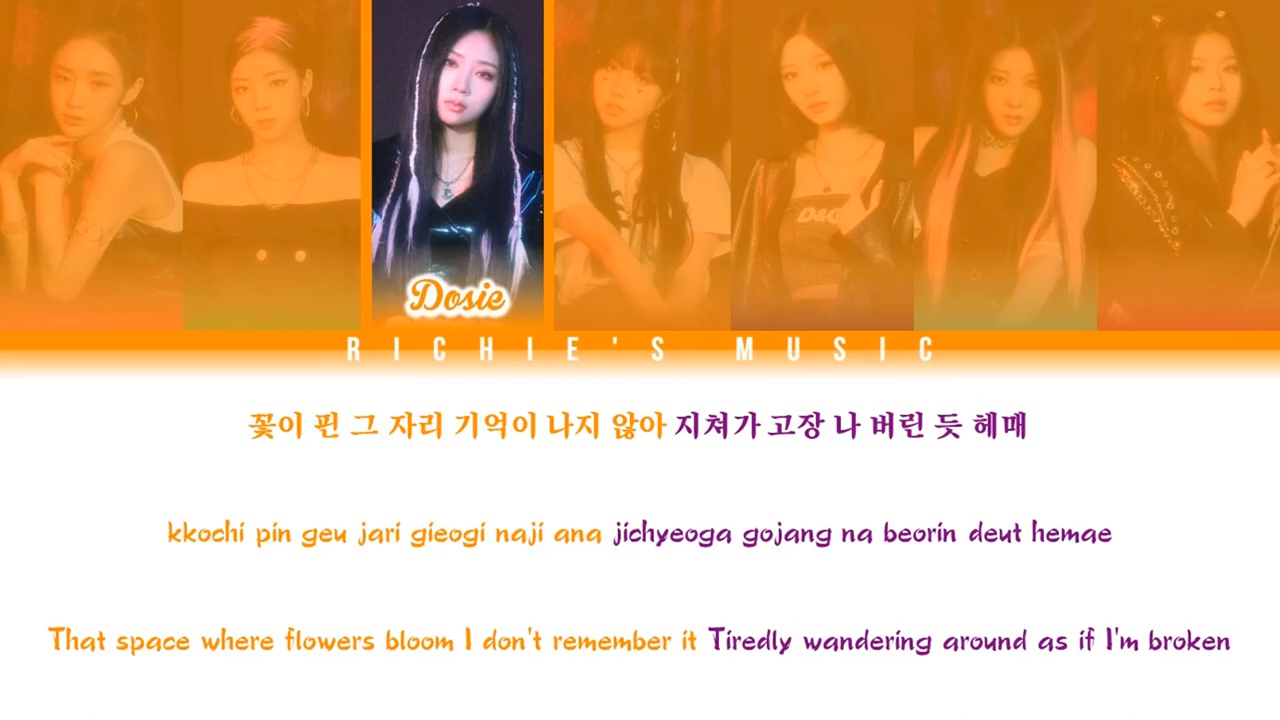 D&G
Dosie
RICHIE'S MUSIC
꽃이 핀 그 자리 기억이 나지 않아 지쳐가 고장 나 버린 듯 헤매
kkochi pin geu jari gieogi naji ana jichyeoga gojang na beorin deut hemae
That space where flowers bloom I don't remember it Tiredly wandering around as if I'm broken